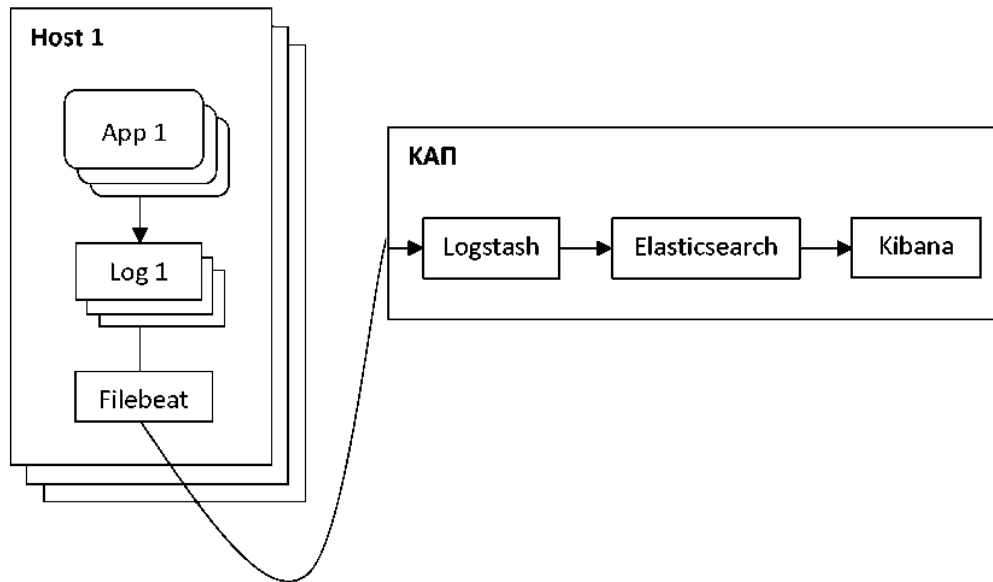 Host 1
App 1
Log 1
Filebeat
КАП
Logstash
Elasticsearch
Kibana